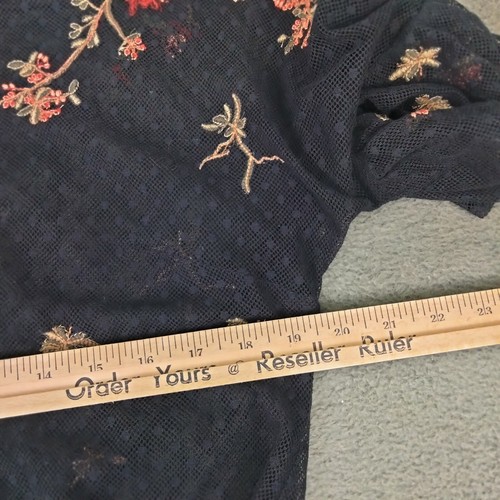 14 15 16 17 18 19 20 21 22 23
Order Yours @ Reseller Ruler